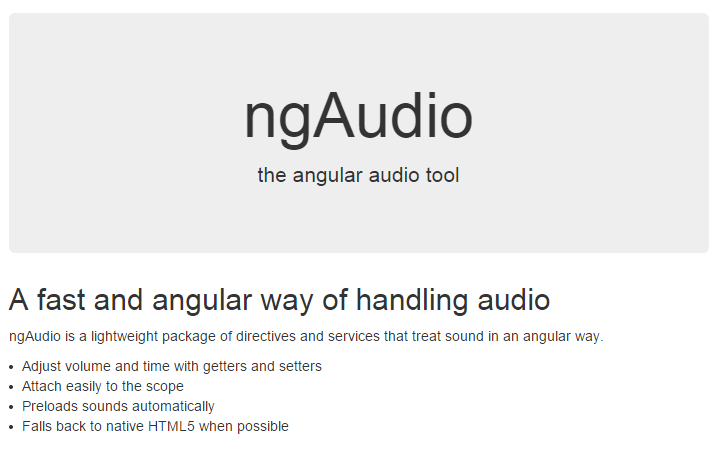 ngAudio
the angular audio tool
A fast and angular way of handling audio
ngAudio is a lightweight package of directives and services that treat sound in an angular way.
Adjust volume and time with getters and setters
Attach easily to the scope
Preloads sounds automatically
Falls back to native HTML5 when possible